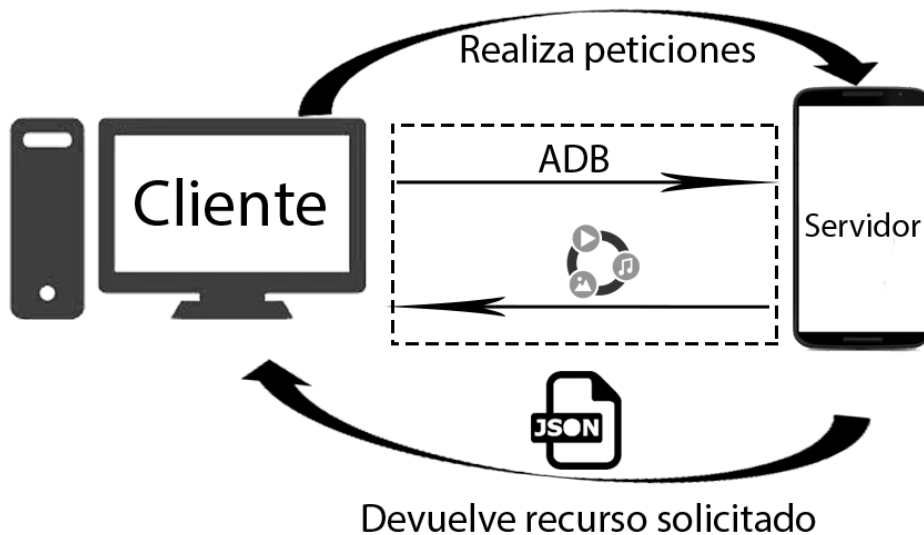 Realiza peticiones
ADB
Cliente
Servidor
JSON
Devuelve recurso solicitado